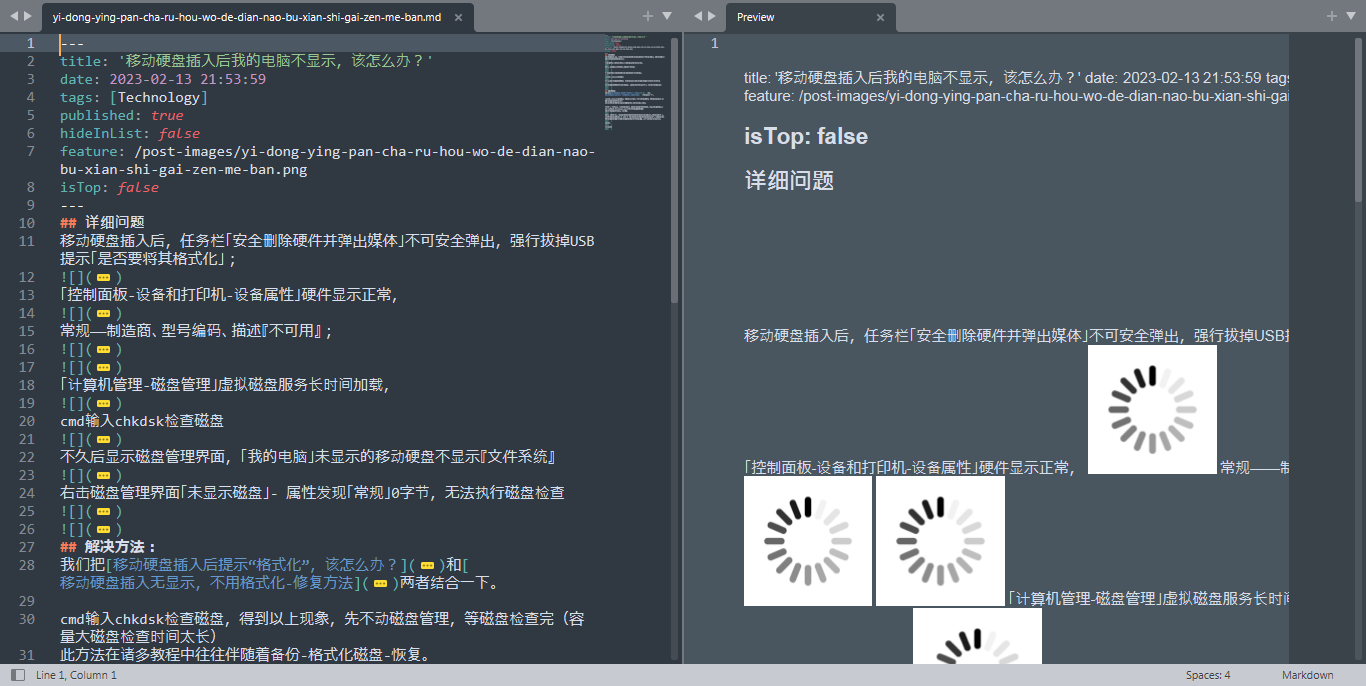 yi-dong-ying-pan-cha-ru-hou-wo-de-dian-nao-bu-xian-shi-gai-zen-me-ban.md
1 ---
2 title: '移动硬盘插入后我的电脑不显示，该怎么办？'
3 date: 2023-02-13 21:53:59
4 tags: [Technology]
5 published: true
6 hideInList: false
7 feature: /post-images/yi-dong-ying-pan-cha-ru-hou-wo-de-dian-nao-
bu-xian-shi-gai-zen-me-ban.png
8 isTop: false
9 ---
10 ## 详细问题
11 移动硬盘插入后，任务栏「安全删除硬件并弹出媒体」不可安全弹出，强行拔掉USB
提示「是否要将其格式化」；
12 ![](...)
13 「控制面板-设备和打印机-设备属性」硬件显示正常，
14 ![](...)
15 常规——制造商、型号编码、描述『不可用』；
16 ![](...)
17 ![](...)
18 「计算机管理-磁盘管理」虚拟磁盘服务长时间加载，
19 ![](...)
20 cmd输入chkdsk检查磁盘
21 ![](...)
22 不久后显示磁盘管理界面，「我的电脑」未显示的移动硬盘不显示『文件系统』
23 ![](...)
24 右击磁盘管理界面「未显示磁盘」- 属性发现「常规」0字节，无法执行磁盘检查
25 ![](...)
26 ![](...)
27 ## 解决方法：
28 我们把[移动硬盘插入后提示“格式化”，该怎么办？](...)和[
移动硬盘插入无显示，不用格式化-修复方法](...)两者结合一下。
29
30 cmd输入chkdsk检查磁盘，得到以上现象，先不动磁盘管理，等磁盘检查完（容
量大磁盘检查时间太长）
31 此方法在诸多教程中往往伴随着备份-格式化磁盘-恢复。
Preview
1
title: '移动硬盘插入后我的电脑不显示，该怎么办？' date: 2023-02-13 21:53:59 tags
feature: /post-images/yi-dong-ying-pan-cha-ru-hou-wo-de-dian-nao-bu-xian-shi-gai
isTop: false
详细问题
移动硬盘插入后，任务栏「安全删除硬件并弹出媒体」不可安全弹出，强行拔掉USB
「控制面板-设备和打印机-设备属性」硬件显示正常， 常规——
「计算机管理-磁盘管理」虚拟磁盘服务长时
Line 1, Column 1
Spaces: 4
Markdown